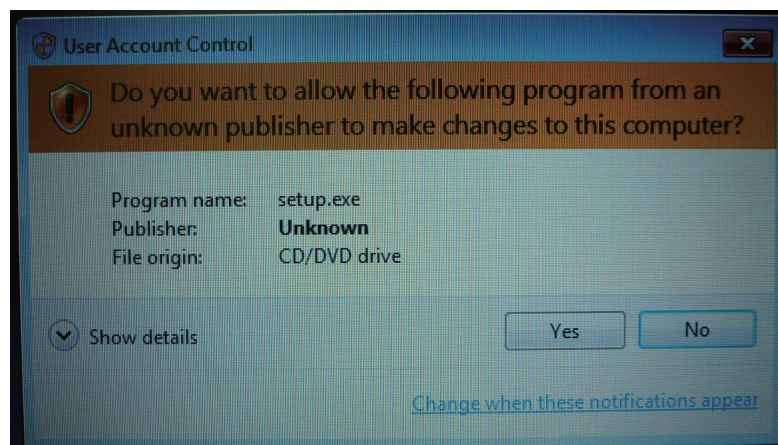 User Account Control
Do you want to allow the following program from an
unknown publisher to make changes to this computer?
Program name: setup.exe
Publisher: Unknown
File origin: CD/DVD drive
Show details
Yes No
Change when these notifications appear